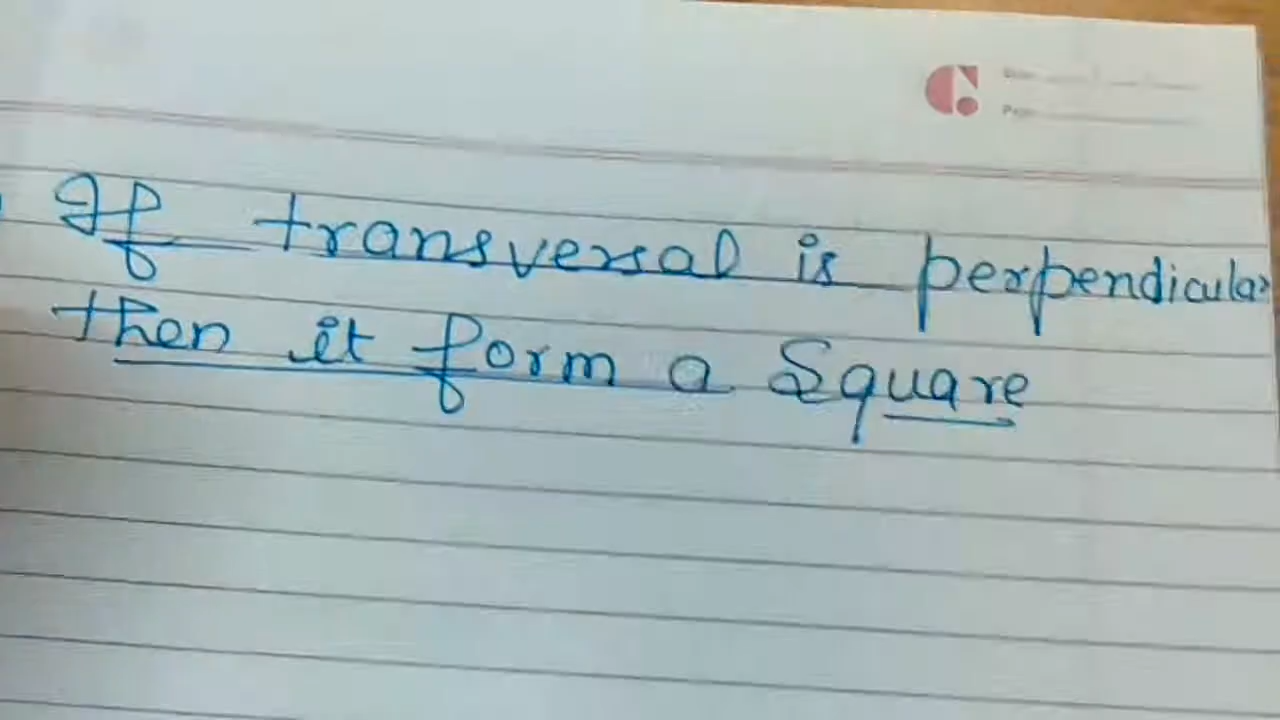 If transversal is perpendicular
then it form a Square